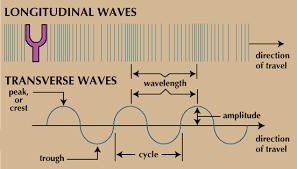 LONGITUDINAL WAVES
direction
of travel
wavelength
TRANSVERSE WAVES
peak,
or
crest
amplitude
direction
of travel
trough
cycle